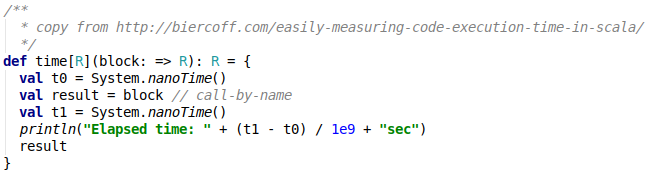 /**
  * copy from http://biercoff.com/easily-measuring-code-execution-time-in-scala/
  */
def time[R](block: => R): R = {
  val t0 = System.nanoTime()
  val result = block // call-by-name
  val t1 = System.nanoTime()
  println("Elapsed time: " + (t1 - t0) / 1e9 + "sec")
  result
}